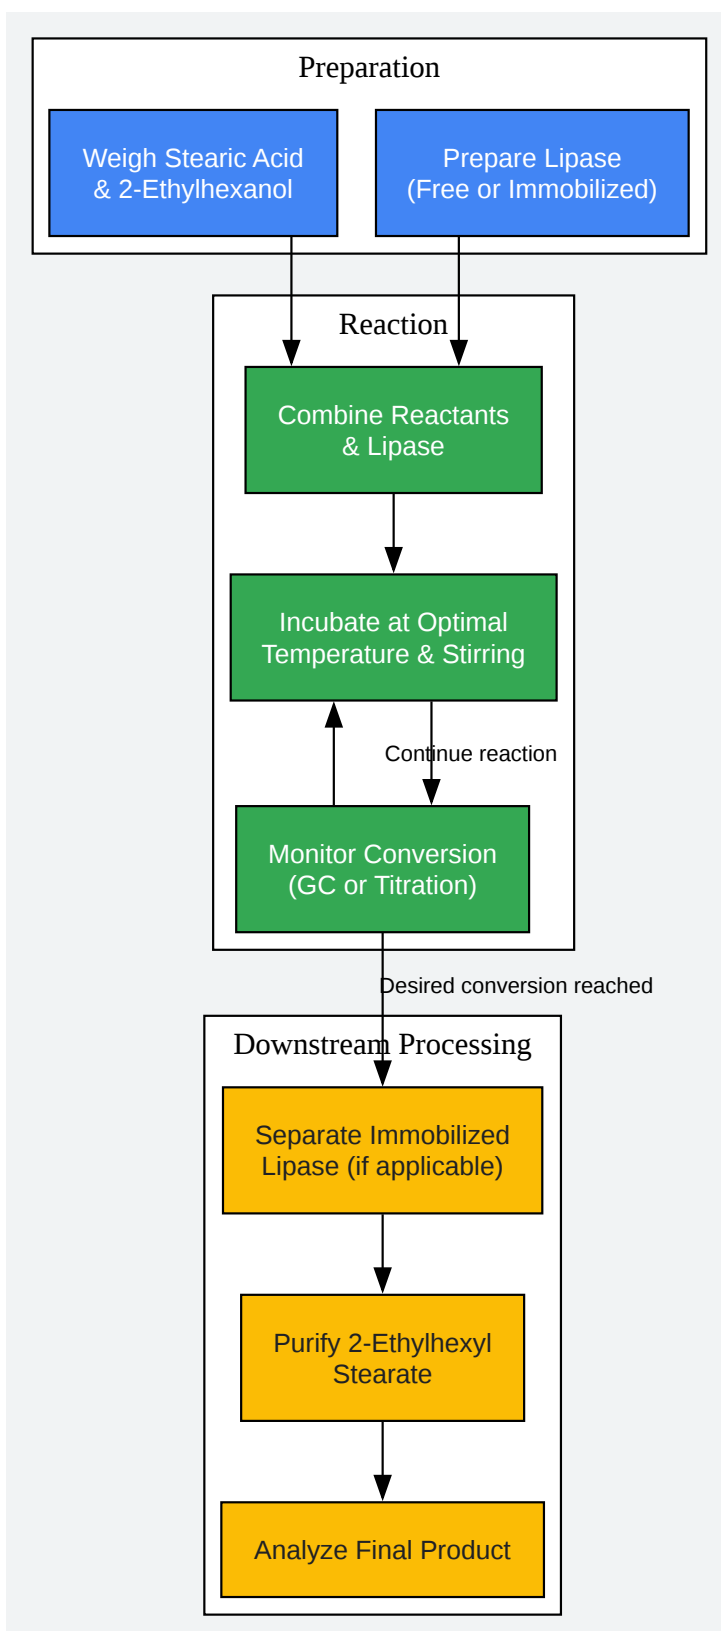 Preparation
Weigh Stearic Acid
& 2-Ethylhexanol
Prepare Lipase
(Free or Immobilized)
Reaction
Combine Reactants
& Lipase
Incubate at Optimal
Temperature & Stirring
Continue reaction
Monitor Conversion
(GC or Titration)
Desired conversion reached
Downstream Processing
Separate Immobilized
Lipase (if applicable)
Purify 2-Ethylhexyl
Stearate
Analyze Final Product